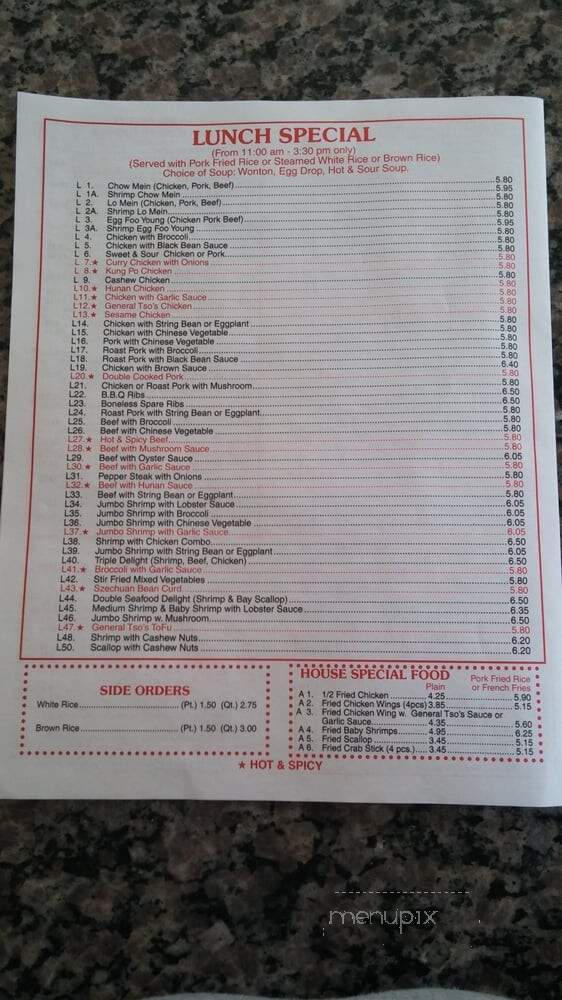 LUNCH SPECIAL
(From 11:00 am - 3:30 pm only)
(Served with Pork Fried Rice or Steamed White Rice or Brown Rice)
Choice of Soup: Wonton, Egg Drop, Hot & Sour Soup.
L 1. Chow Mein (Chicken, Pork, Beef) 5.80
L 1A. Shrimp Chow Mein 5.95
L 2. Lo Mein (Chicken, Pork, Beef) 5.80
L 2A. Shrimp Lo Mein 5.80
L 3. Egg Foo Young (Chicken Pork Beef) 5.80
L 3A. Shrimp Egg Foo Young 5.95
L 4. Chicken with Broccoli 5.80
L 5. Chicken with Black Bean Sauce 5.80
L 6. Sweet & Sour Chicken or Pork 5.80
L 7.★ Curry Chicken with Onions 5.80
L 8.★ Kung Po Chicken 5.80
L 9. Cashew Chicken 5.80
L10.★ Hunan Chicken 5.80
L11.★ Chicken with Garlic Sauce 5.80
L12.★ General Tso's Chicken 5.80
L13.★ Sesame Chicken 5.80
L14. Chicken with String Bean or Eggplant 5.80
L15. Chicken with Chinese Vegetable 5.80
L16. Pork with Chinese Vegetable 5.80
L17. Roast Pork with Broccoli 5.80
L18. Roast Pork with Black Bean Sauce 5.80
L19. Chicken with Brown Sauce 6.40
L20.★ Double Cooked Pork 5.80
L21. Chicken or Roast Pork with Mushroom 5.80
L22. B.B.Q Ribs 6.50
L23. Boneless Spare Ribs 6.50
L24. Roast Pork with String Bean or Eggplant 5.80
L25. Beef with Broccoli 5.80
L26. Beef with Chinese Vegetable 5.80
L27.★ Hot & Spicy Beef 5.80
L28.★ Beef with Mushroom Sauce 5.80
L29. Beef with Oyster Sauce 6.05
L30.★ Beef with Garlic Sauce 5.80
L31. Pepper Steak with Onions 5.80
L32.★ Beef with Hunan Sauce 5.80
L33. Beef with String Bean or Eggplant 5.80
L34. Jumbo Shrimp with Lobster Sauce 6.05
L35. Jumbo Shrimp with Broccoli 6.05
L36. Jumbo Shrimp with Chinese Vegetable 6.05
L37.★ Jumbo Shrimp with Garlic Sauce 6.05
L38. Shrimp with Chicken Combo 6.50
L39. Jumbo Shrimp with String Bean or Eggplant 6.05
L40. Triple Delight (Shrimp, Beef, Chicken) 6.50
L41.★ Broccoli with Garlic Sauce 5.80
L42. Stir Fried Mixed Vegetables 5.80
L43.★ Szechuan Bean Curd 5.80
L44. Double Seafood Delight (Shrimp & Bay Scallop) 6.50
L45. Medium Shrimp & Baby Shrimp with Lobster Sauce 6.35
L46. Jumbo Shrimp w. Mushroom 6.50
L47.★ General Tso's ToFu 5.80
L48. Shrimp with Cashew Nuts 6.20
L50. Scallop with Cashew Nuts 6.20
SIDE ORDERS
White Rice (Pt.) 1.50 (Qt.) 2.75
Brown Rice (Pt.) 1.50 (Qt.) 3.00
HOUSE SPECIAL FOOD
Plain Pork Fried Rice or French Fries
A 1. 1/2 Fried Chicken 4.25 5.90
A 2. Fried Chicken Wings (4pcs) 3.85 5.15
A 3. Fried Chicken Wing w. General Tso's Sauce or
Garlic Sauce 4.35 5.60
A 4. Fried Baby Shrimps 4.95 6.25
A 5. Fried Scallop 3.45 5.15
A 6. Fried Crab Stick (4 pcs.) 3.45 5.15
★ HOT & SPICY
menupix